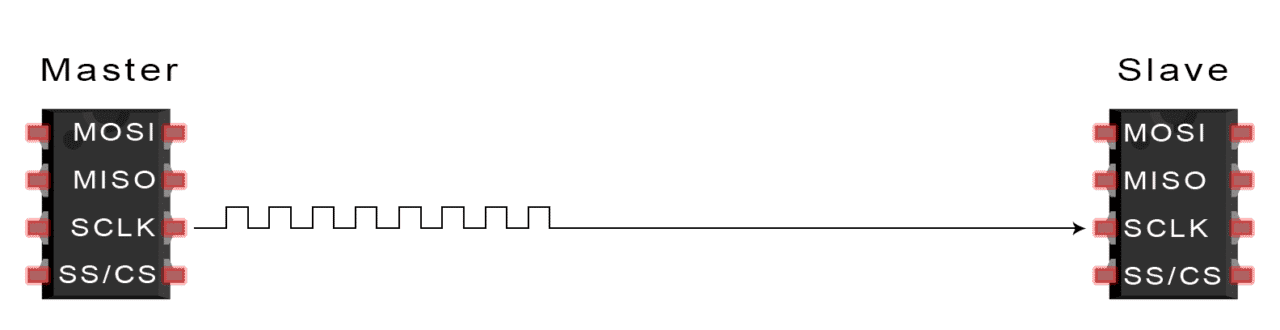 Master
MOSI
MISO
SCLK
SS/CS
Slave
MOSI
MISO
SCLK
SS/CS